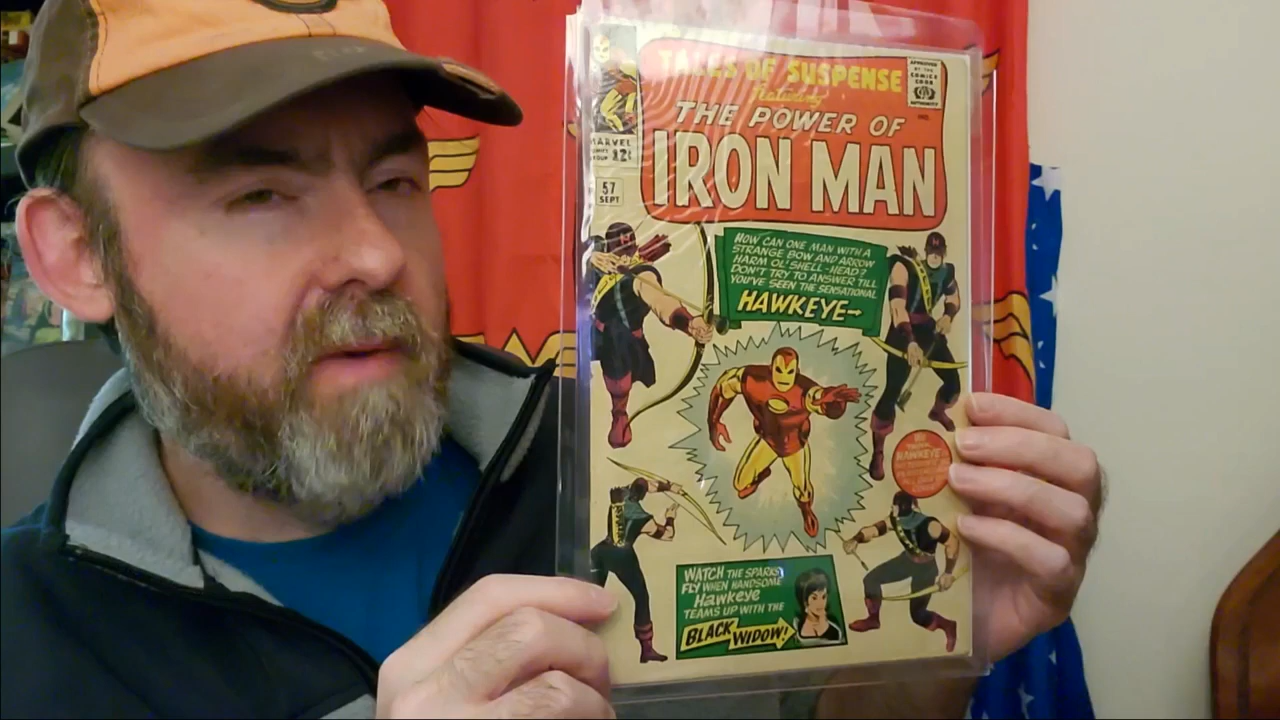 TALES OF SUSPENSE
Featuring
THE POWER OF
IRON MAN
APPROVED
BY THE
COMICS
CODE
AUTHORITY
MARVEL
COMICS
GROUP 12¢
57
SEPT
HOW CAN ONE MAN WITH A
STRANGE BOW AND ARROW
HARM OL' SHELL-HEAD?
DON'T TRY TO ANSWER TILL
YOU'VE SEEN THE SENSATIONAL
HAWKEYE
HAWKEYE
WATCH THE SPARKS
FLY WHEN HANDSOME
Hawkeye
TEAMS UP WITH THE
BLACK WIDOW!